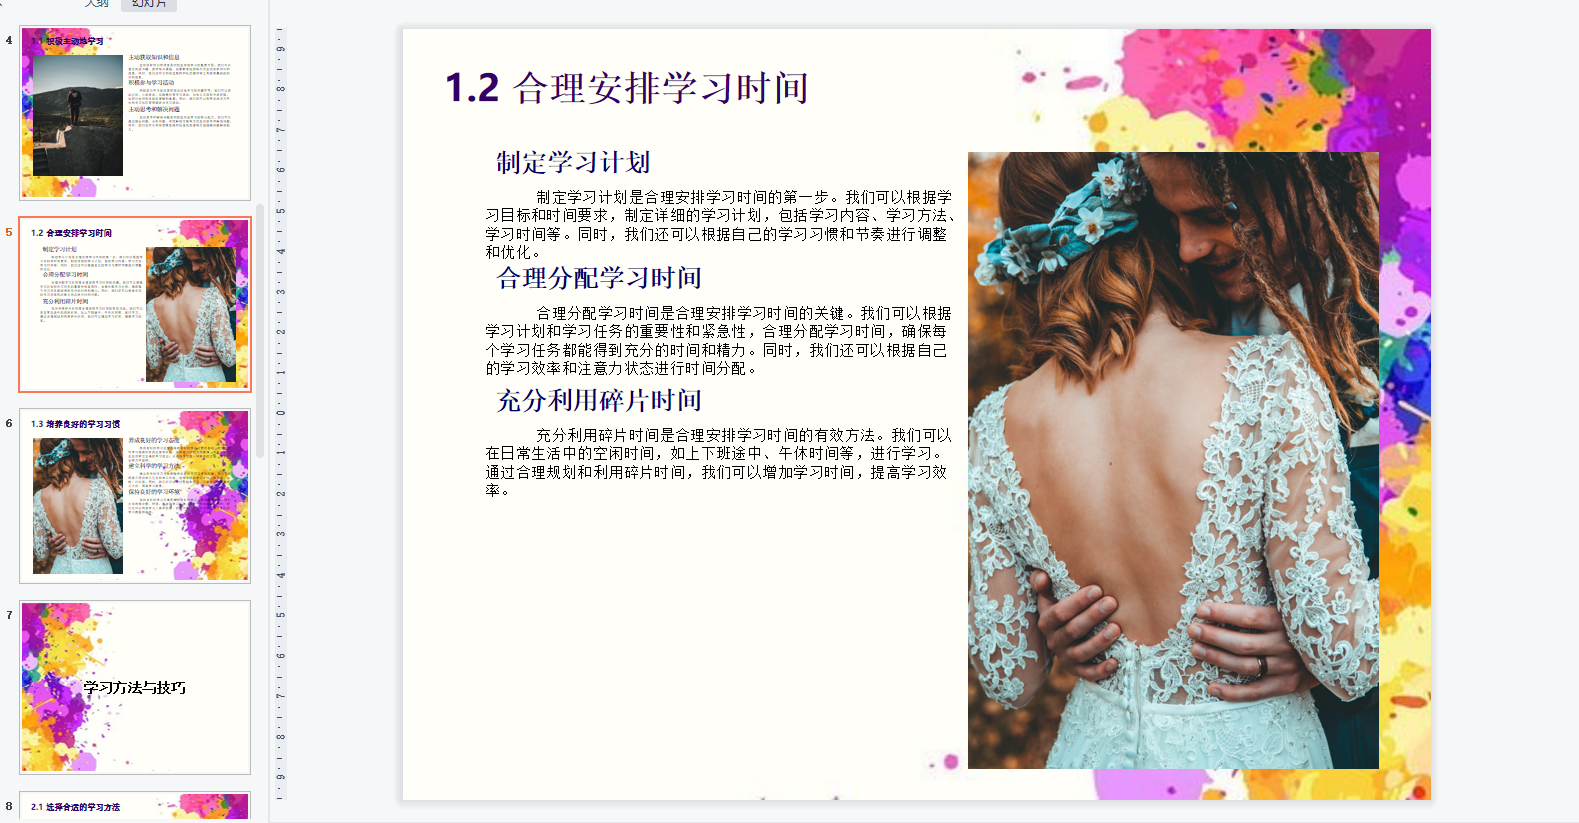 大纲
幻灯片
4
1.1 积极主动地学习
主动获取知识和信息
积极参与学习活动
主动思考和解决问题
5
1.2 合理安排学习时间
制定学习计划
合理分配学习时间
充分利用碎片时间
6
1.3 培养良好的学习习惯
养成良好的学习态度
建立科学的学习方法
保持良好的学习环境
7
学习方法与技巧
8
2.1 选择合适的学习方法
1.2 合理安排学习时间
制定学习计划
制定学习计划是合理安排学习时间的第一步。我们可以根据学
习目标和时间要求，制定详细的学习计划，包括学习内容、学习方法、
学习时间等。同时，我们还可以根据自己的学习习惯和节奏进行调整
和优化。
合理分配学习时间
合理分配学习时间是合理安排学习时间的关键。我们可以根据
学习计划和学习任务的重要性和紧急性，合理分配学习时间，确保每
个学习任务都能得到充分的时间和精力。同时，我们还可以根据自己
的学习效率和注意力状态进行时间分配。
充分利用碎片时间
充分利用碎片时间是合理安排学习时间的有效方法。我们可以
在日常生活中的空闲时间，如上下班途中、午休时间等，进行学习。
通过合理规划和利用碎片时间，我们可以增加学习时间，提高学习效
率。